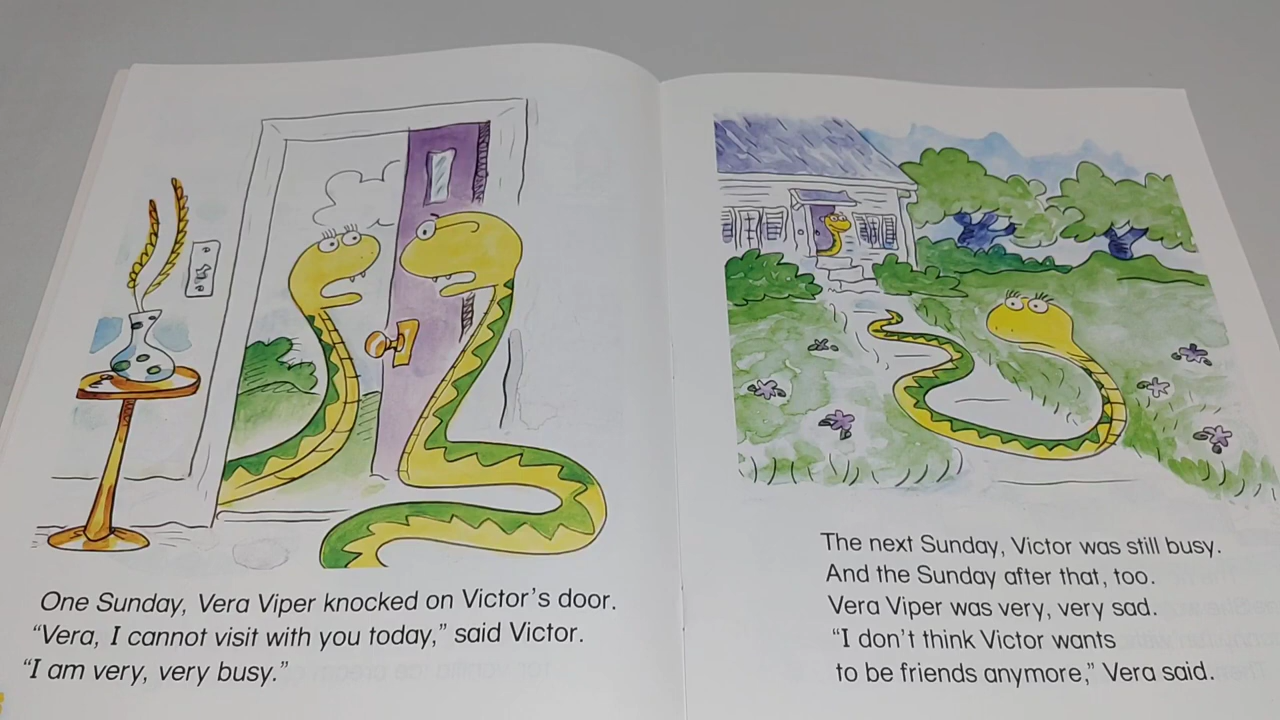 One Sunday, Vera Viper knocked on Victor's door.
"Vera, I cannot visit with you today," said Victor.
"I am very, very busy."
The next Sunday, Victor was still busy.
And the Sunday after that, too.
Vera Viper was very, very sad.
"I don't think Victor wants
to be friends anymore," Vera said.